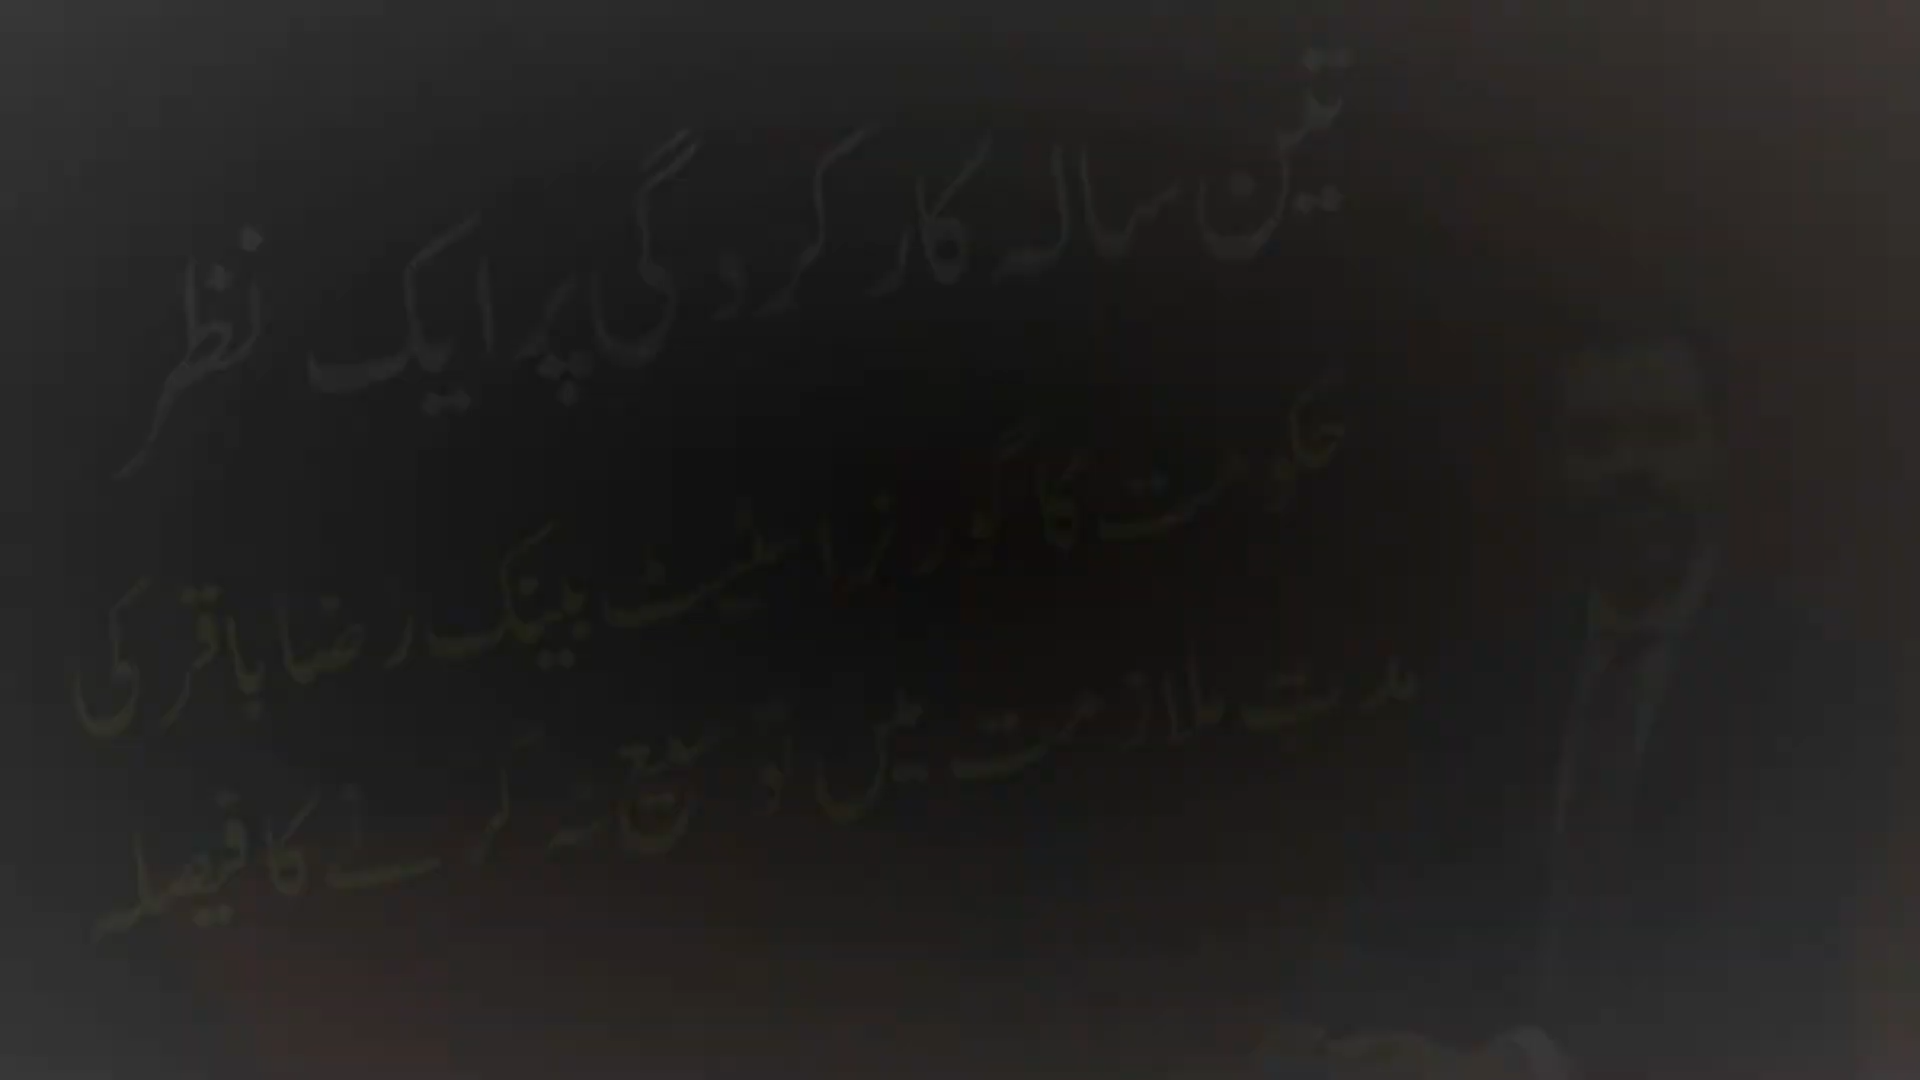 تین سالہ کارکردگی پر ایک نظر
حکومت کا گورنر اسٹیٹ بینک رضا باقر کی
مدت ملازمت میں توسیع نہ کرنے کا فیصلہ